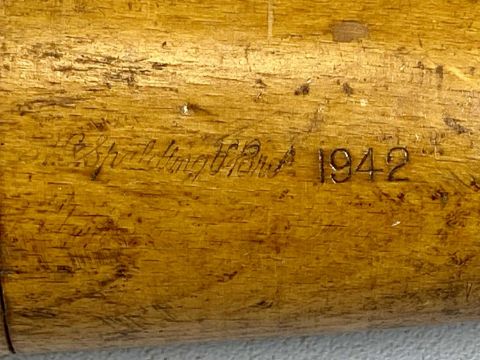 A.G. Spalding & Bros 1942